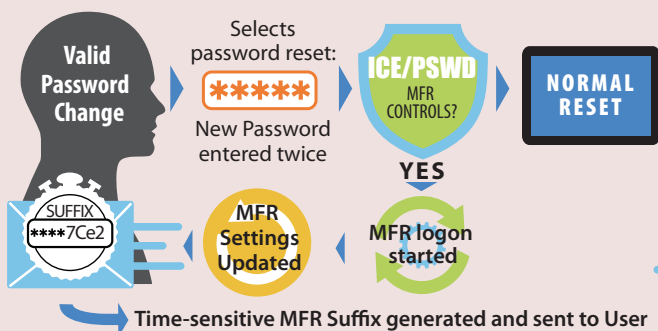 Valid
Password
Change
Selects
password reset:
*****
New Password
entered twice
ICE/PSWD
MFR
CONTROLS?
NORMAL
RESET
YES
MFR logon
started
MFR
Settings
Updated
SUFFIX
****7Ce2
Time-sensitive MFR Suffix generated and sent to User